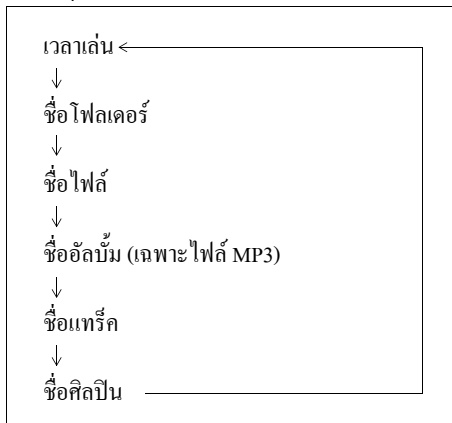 เวลาเล่น
ชื่อโฟลเดอร์
ชื่อไฟล์
ชื่ออัลบั้ม (เฉพาะไฟล์ MP3)
ชื่อแทร็ค
ชื่อศิลปิน